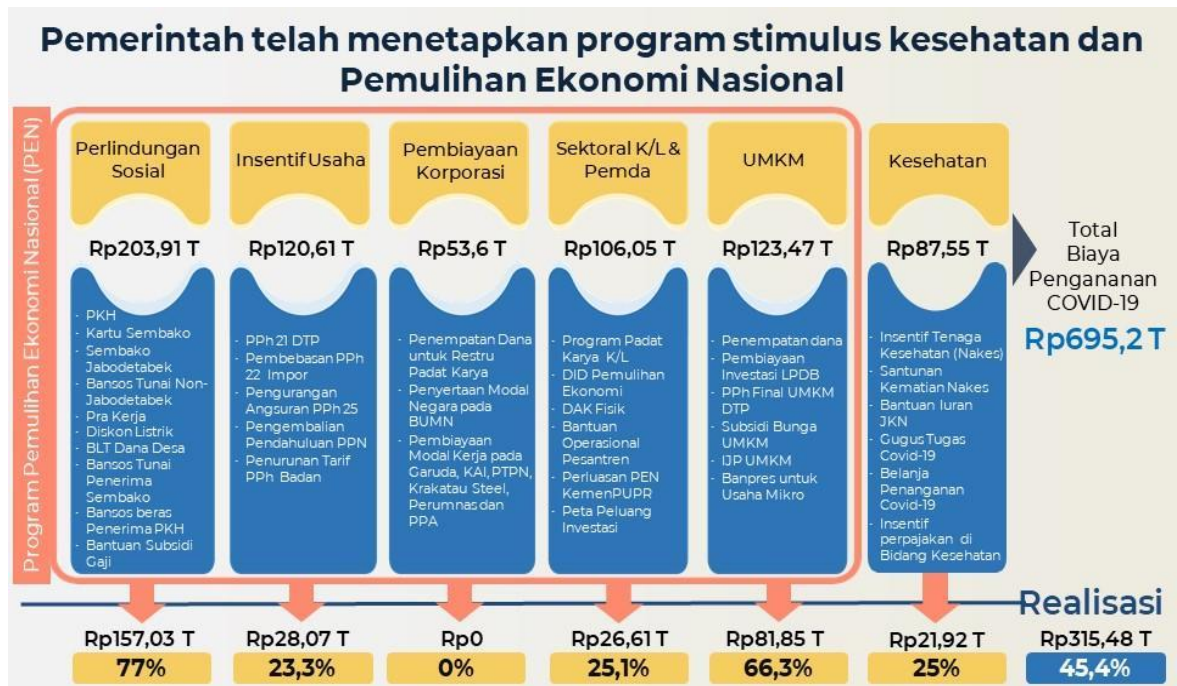 Pemerintah telah menetapkan program stimulus kesehatan dan
Pemulihan Ekonomi Nasional
Program Pemulihan Ekonomi Nasional (PEN)
Perlindungan
Sosial
Rp203,91 T
- PKH
- Kartu Sembako
- Sembako
Jabodetabek
- Bansos Tunai Non-
Jabodetabek
- Pra Kerja
- Diskon Listrik
- BLT Dana Desa
- Bansos Tunai
Penerima
Sembako
- Bansos beras
Penerima PKH
- Bantuan Subsidi
Gaji
Insentif Usaha
Rp120,61 T
- PPh 21 DTP
- Pembebasan PPh
22 Impor
- Pengurangan
Angsuran PPh 25
- Pengembalian
Pendahuluan PPN
- Penurunan Tarif
PPh Badan
Pembiayaan
Korporasi
Rp53,6 T
- Penempatan Dana
untuk Restru
Padat Karya
- Penyertaan Modal
Negara pada
BUMN
- Pembiayaan
Modal Kerja pada
Garuda, KAI, PTPN,
Krakatau Steel,
Perumnas dan
PPA
Sektoral K/L &
Pemda
Rp106,05 T
- Program Padat
Karya K/L
- DID Pemulihan
Ekonomi
- DAK Fisik
- Bantuan
Operasional
Pesantren
- Perluasan PEN
KemenPUPR
- Peta Peluang
Investasi
UMKM
Rp123,47 T
- Penempatan dana
- Pembiayaan
Investasi LPDB
- PPh Final UMKM
DTP
- Subsidi Bunga
UMKM
- IJP UMKM
- Banpres untuk
Usaha Mikro
Kesehatan
Rp87,55 T
- Insentif Tenaga
Kesehatan (Nakes)
- Santunan
Kematian Nakes
- Bantuan Iuran
JKN
- Gugus Tugas
Covid-19
- Belanja
Penanganan
Covid-19
- Insentif
perpajakan di
Bidang Kesehatan
Total
Biaya
Pengananan
COVID-19
Rp695,2 T
Realisasi
Rp157,03 T
77%
Rp28,07 T
23,3%
Rp0
0%
Rp26,61 T
25,1%
Rp81,85 T
66,3%
Rp21,92 T
25%
Rp315,48 T
45,4%